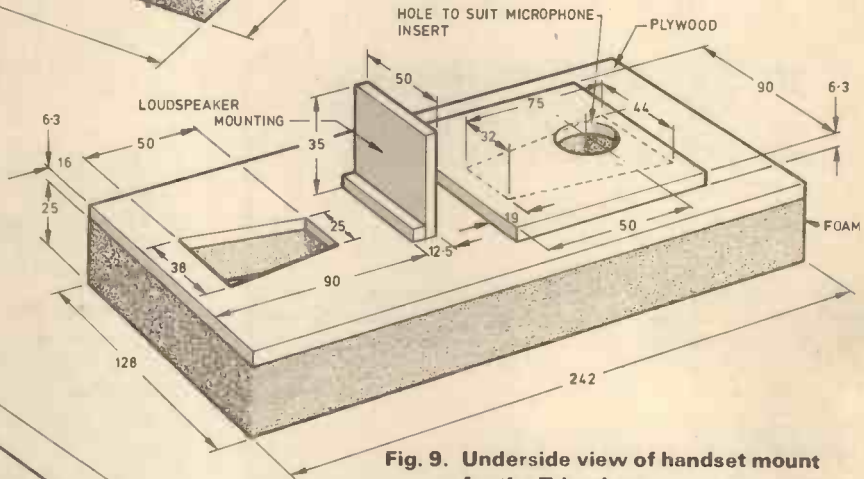 HOLE TO SUIT MICROPHONE
INSERT
PLYWOOD
50
75
44
90
6·3
LOUDSPEAKER
MOUNTING
6·3
50
35
32
16
25
25
19
50
FOAM
38
12·5
90
128
242
Fig. 9. Underside view of handset mount